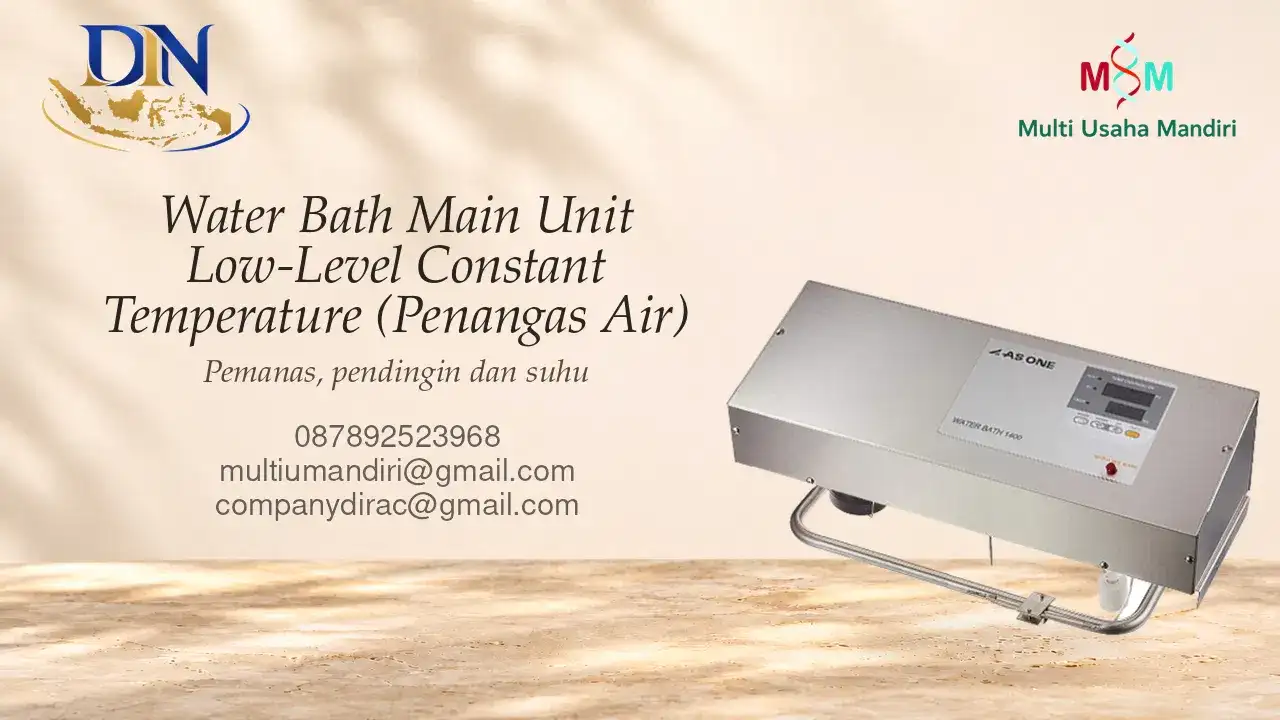 DIN
MSM
Multi Usaha Mandiri
Water Bath Main Unit
Low-Level Constant
Temperature (Penangas Air)
Pemanas, pendingin dan suhu
087892523968
multiumandiri@gmail.com
companydirac@gmail.com
AS ONE
WATER BATH 1400